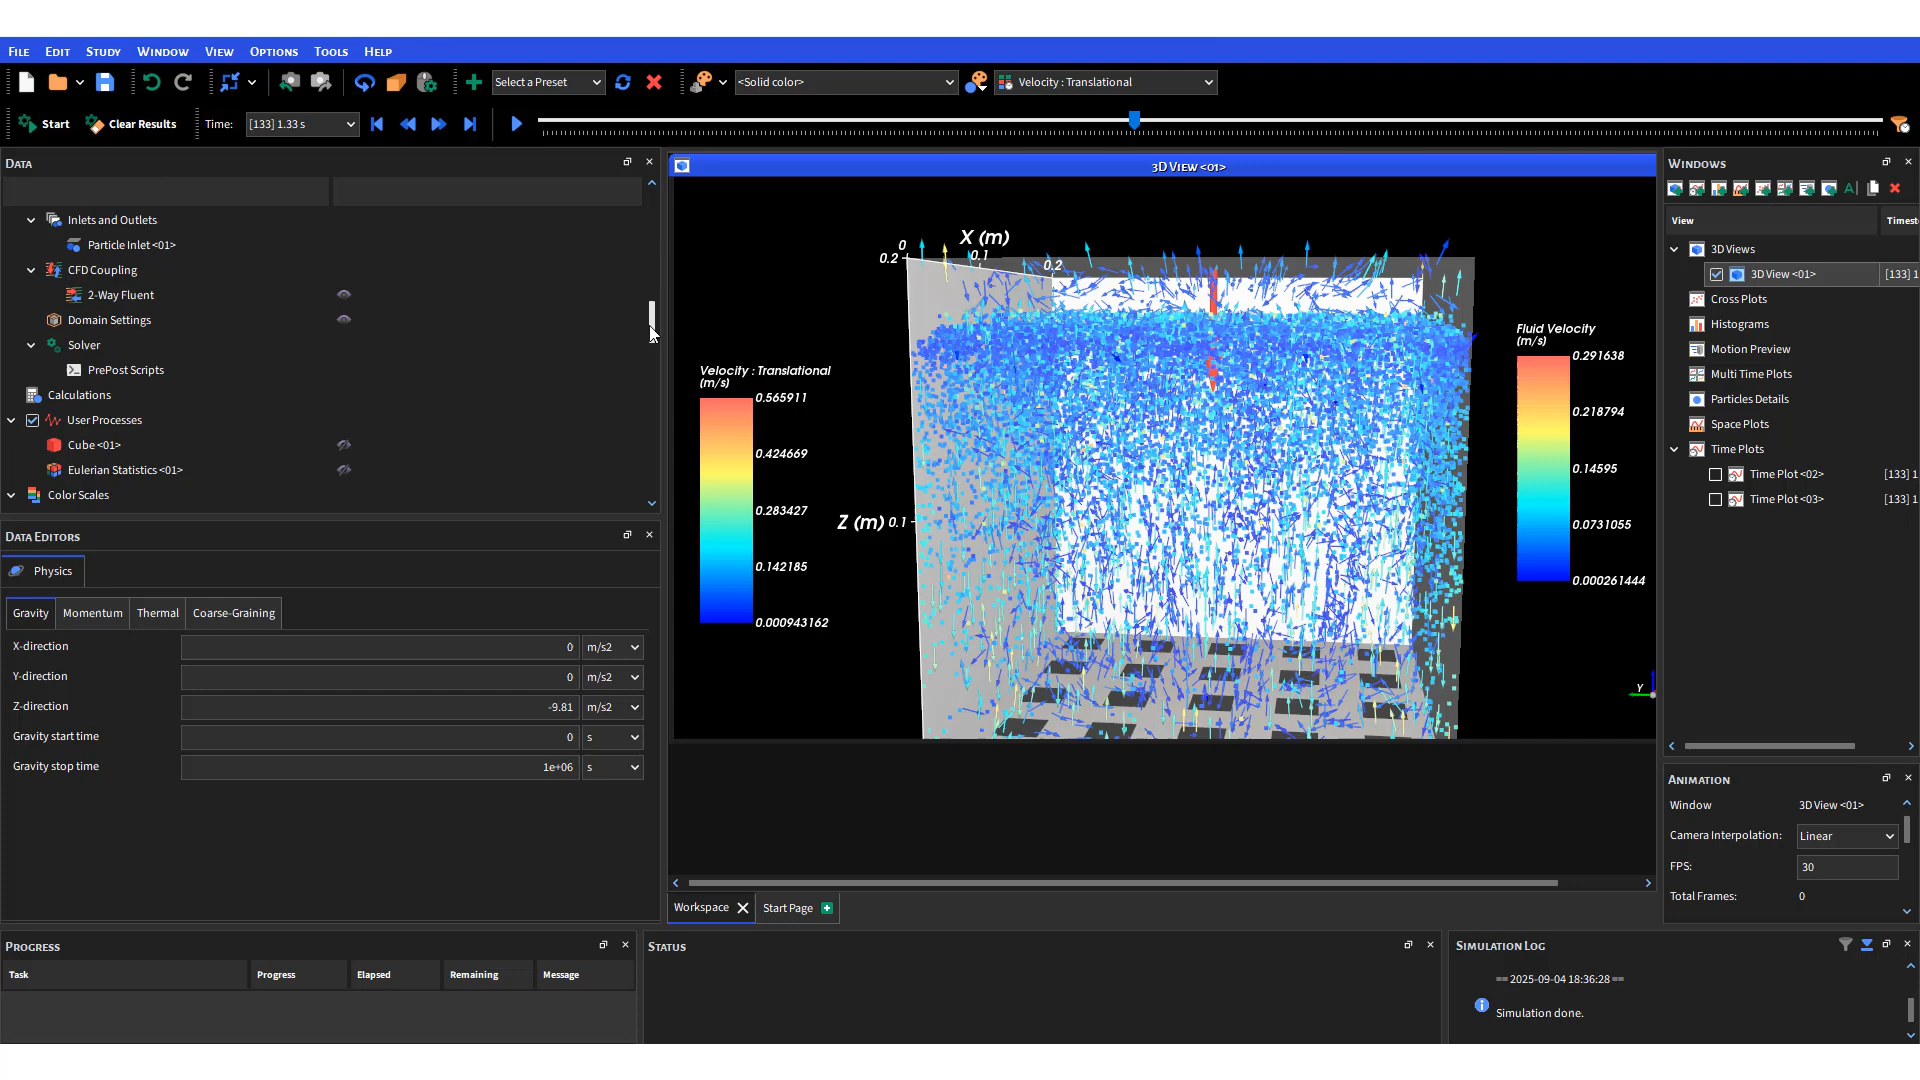 FILE EDIT STUDY WINDOW VIEW OPTIONS TOOLS HELP
Select a Preset <Solid color> Velocity : Translational
Start Clear Results Time: [133] 1.33 s
DATA
Inlets and Outlets
Particle Inlet <01>
CFD Coupling
2-Way Fluent
Domain Settings
Solver
PrePost Scripts
Calculations
User Processes
Cube <01>
Eulerian Statistics <01>
Color Scales
DATA EDITORS
Physics
Gravity Momentum Thermal Coarse-Graining
X-direction 0 m/s2
Y-direction 0 m/s2
Z-direction -9.81 m/s2
Gravity start time 0 s
Gravity stop time 1e+06 s
3D VIEW <01>
X (m)
0 0.1 0.2
0.2
Z (m) 0.1
Velocity : Translational
(m/s)
0.565911
0.424669
0.283427
0.142185
0.000943162
Fluid Velocity
(m/s)
0.291638
0.218794
0.14595
0.0731055
0.000261444
Y
Workspace Start Page
WINDOWS
A
View Timest
3D Views
3D View <01> [133] 1
Cross Plots
Histograms
Motion Preview
Multi Time Plots
Particles Details
Space Plots
Time Plots
Time Plot <02> [133] 1
Time Plot <03> [133] 1
ANIMATION
Window 3D View <01>
Camera Interpolation: Linear
FPS: 30
Total Frames: 0
PROGRESS
Task Progress Elapsed Remaining Message
STATUS
SIMULATION LOG
== 2025-09-04 18:36:28 ==
Simulation done.